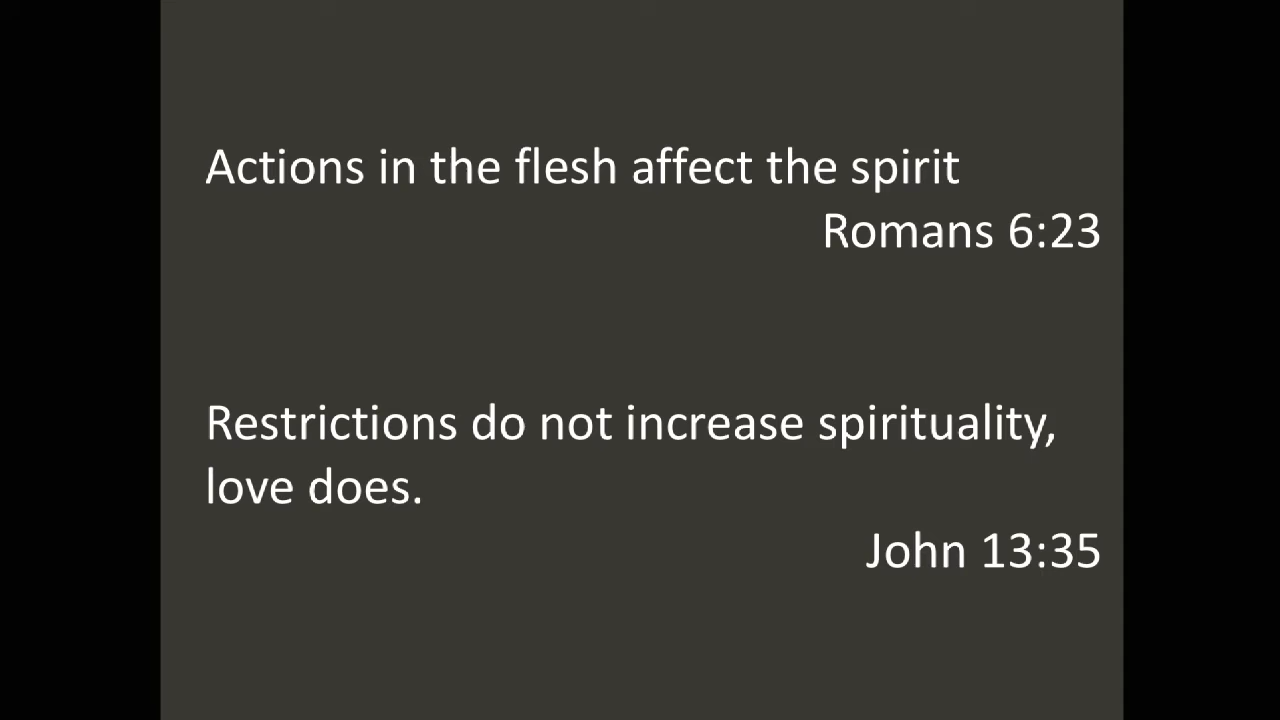 Actions in the flesh affect the spirit
Romans 6:23
Restrictions do not increase spirituality,
love does.
John 13:35